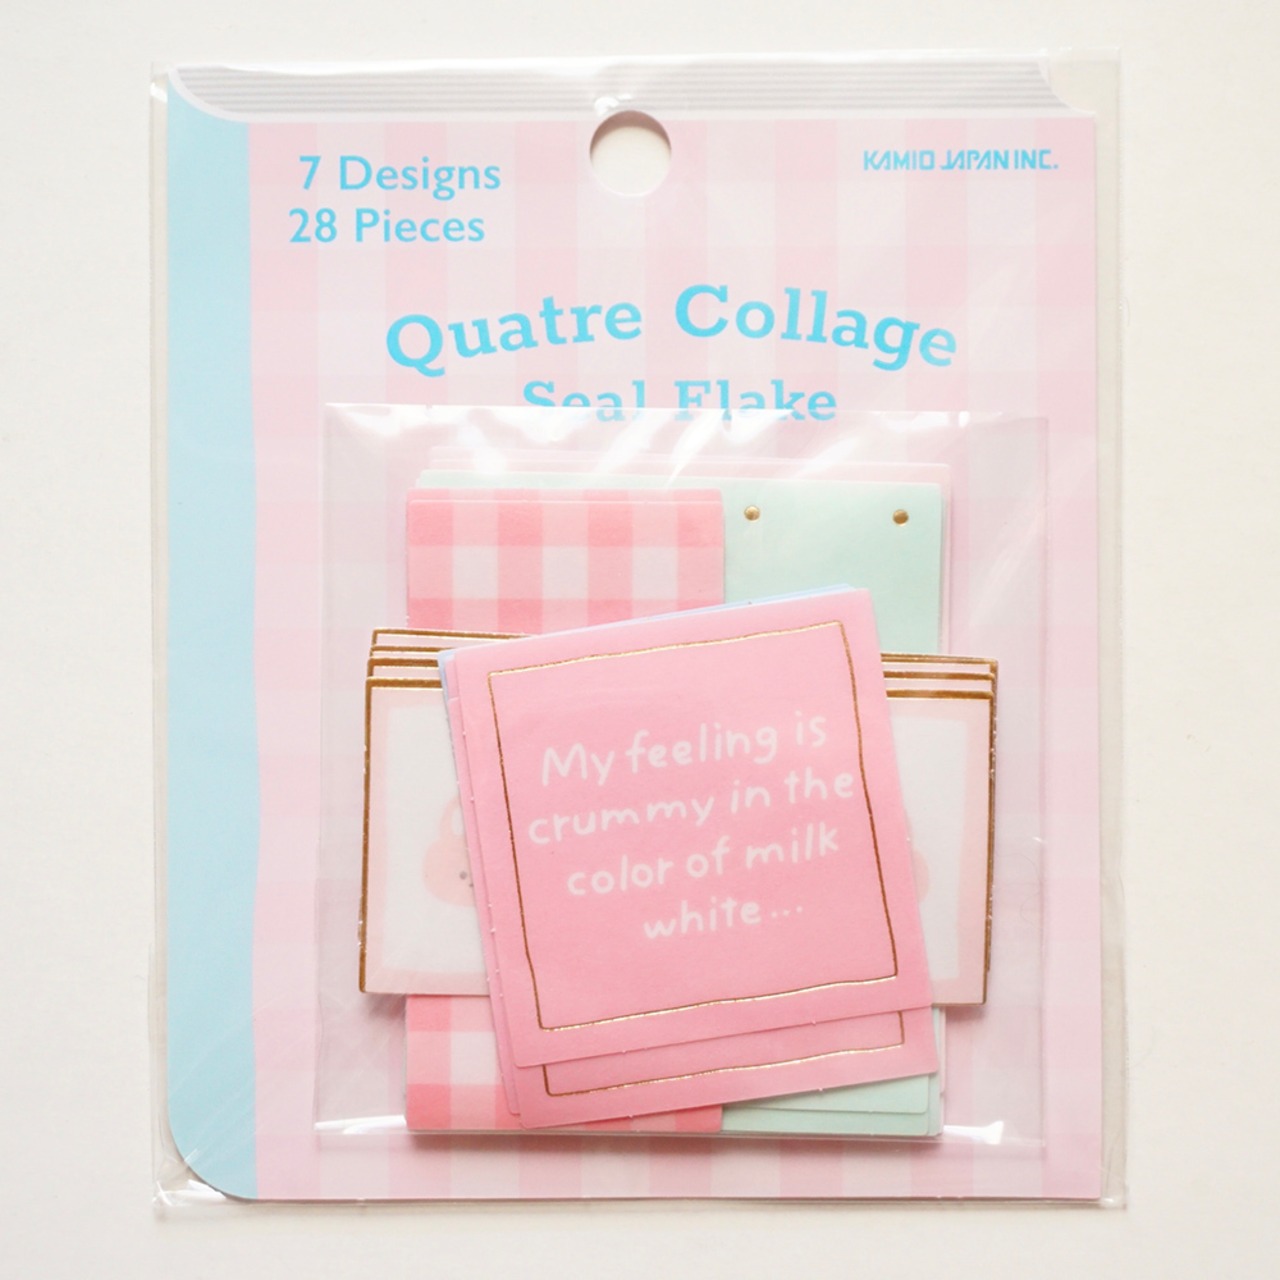 7 Designs
28 Pieces
KAMIO JAPAN INC.
Quatre Collage
Seal Flake
My feeling is
crummy in the
color of milk
white...